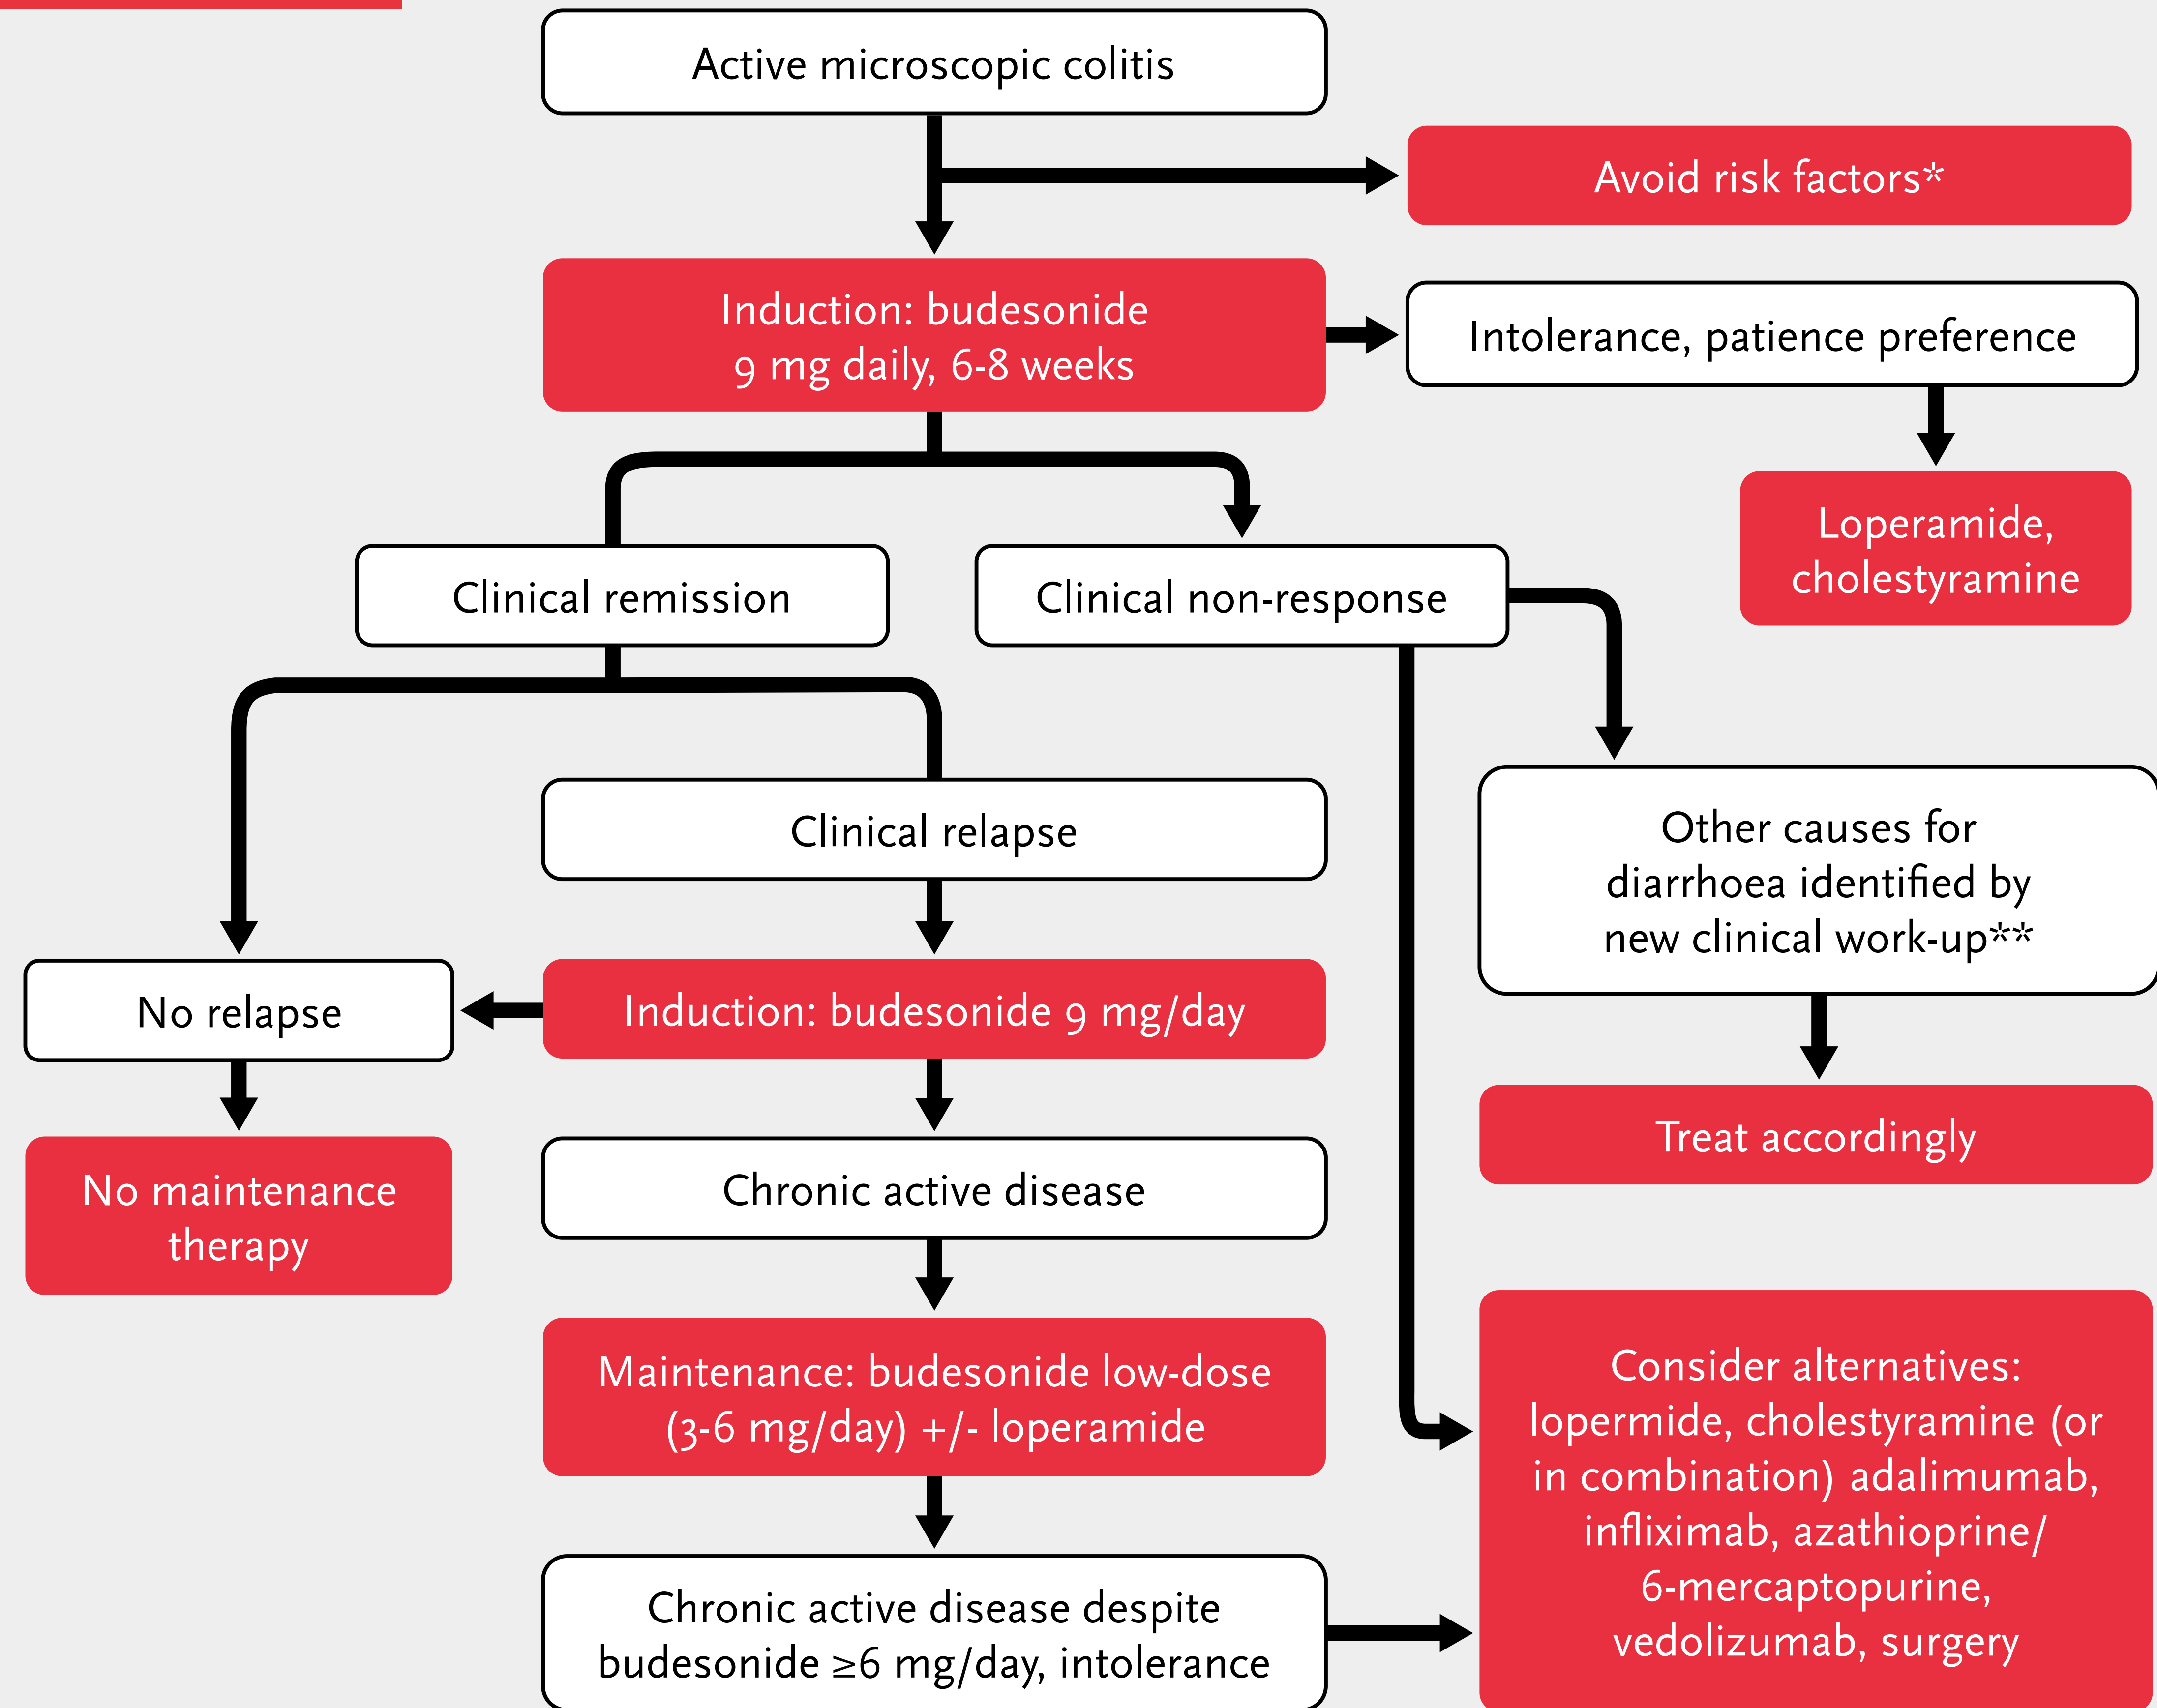 Active microscopic colitis
Avoid risk factors*
Induction: budesonide
9 mg daily, 6-8 weeks
Intolerance, patience preference
Loperamide,
cholestyramine
Clinical remission
Clinical non-response
Clinical relapse
Other causes for
diarrhoea identified by
new clinical work-up**
No relapse
Induction: budesonide 9 mg/day
Treat accordingly
No maintenance
therapy
Chronic active disease
Maintenance: budesonide low-dose
(3-6 mg/day) +/- loperamide
Consider alternatives:
lopermide, cholestyramine (or
in combination) adalimumab,
infliximab, azathioprine/
6-mercaptopurine,
vedolizumab, surgery
Chronic active disease despite
budesonide ≥6 mg/day, intolerance